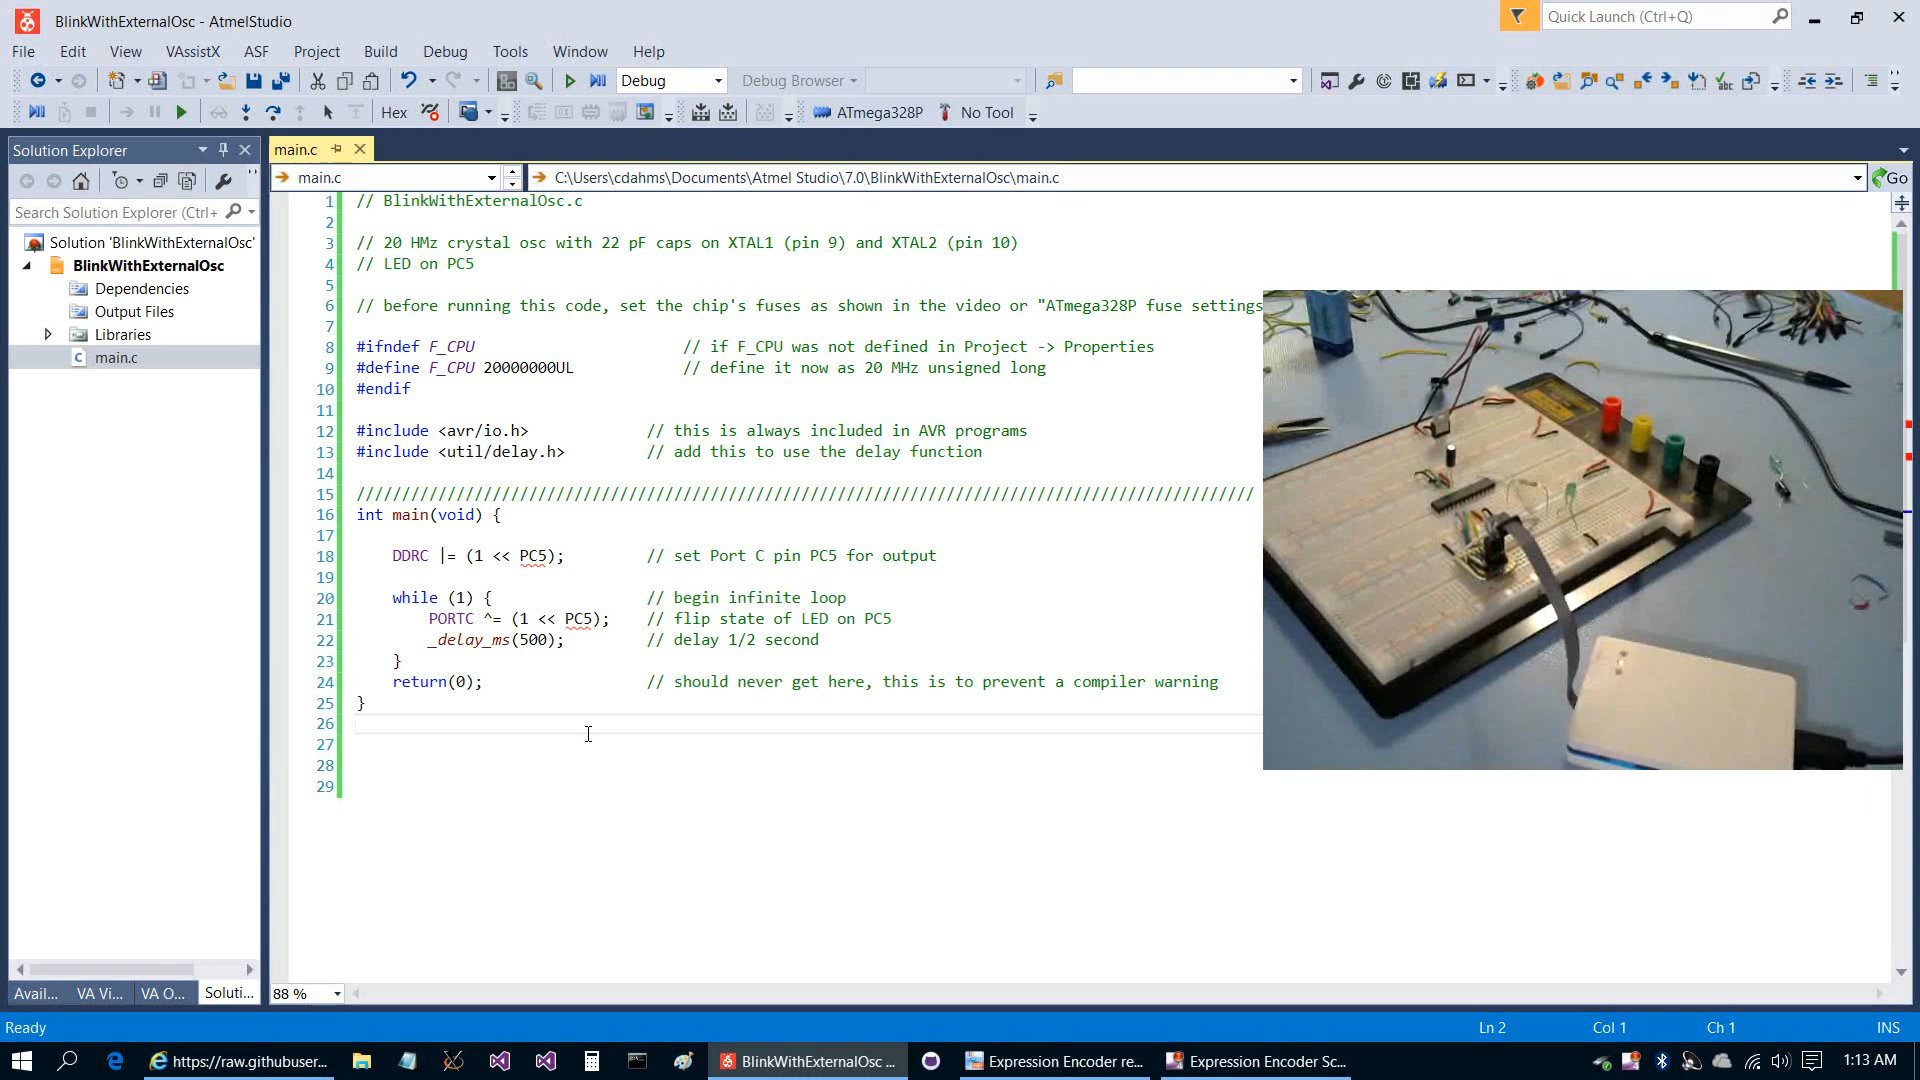 BlinkWithExternalOsc - AtmelStudio
Quick Launch (Ctrl+Q)
File Edit View VAssistX ASF Project Build Debug Tools Window Help
Debug Debug Browser
Hex ATmega328P No Tool
Solution Explorer
main.c
main.c
C:\Users\cdahms\Documents\Atmel Studio\7.0\BlinkWithExternalOsc\main.c
Go
Search Solution Explorer (Ctrl+
Solution 'BlinkWithExternalOsc'
BlinkWithExternalOsc
Dependencies
Output Files
Libraries
main.c
1 // BlinkWithExternalOsc.c
2
3 // 20 HMz crystal osc with 22 pF caps on XTAL1 (pin 9) and XTAL2 (pin 10)
4 // LED on PC5
5
6 // before running this code, set the chip's fuses as shown in the video or "ATmega328P fuse settings
7
8 #ifndef F_CPU // if F_CPU was not defined in Project -> Properties
9 #define F_CPU 20000000UL // define it now as 20 MHz unsigned long
10 #endif
11
12 #include <avr/io.h> // this is always included in AVR programs
13 #include <util/delay.h> // add this to use the delay function
14
15 ///////////////////////////////////////////////////////////////////////////////////////////////////
16 int main(void) {
17
18 DDRC |= (1 << PC5); // set Port C pin PC5 for output
19
20 while (1) { // begin infinite loop
21 PORTC ^= (1 << PC5); // flip state of LED on PC5
22 _delay_ms(500); // delay 1/2 second
23 }
24 return(0); // should never get here, this is to prevent a compiler warning
25 }
26
27
28
29
Avail... VA Vi... VA O... Soluti...
88 %
Ready
Ln 2 Col 1 Ch 1 INS
https://raw.githubuser...
BlinkWithExternalOsc ...
Expression Encoder re...
Expression Encoder Sc...
1:13 AM